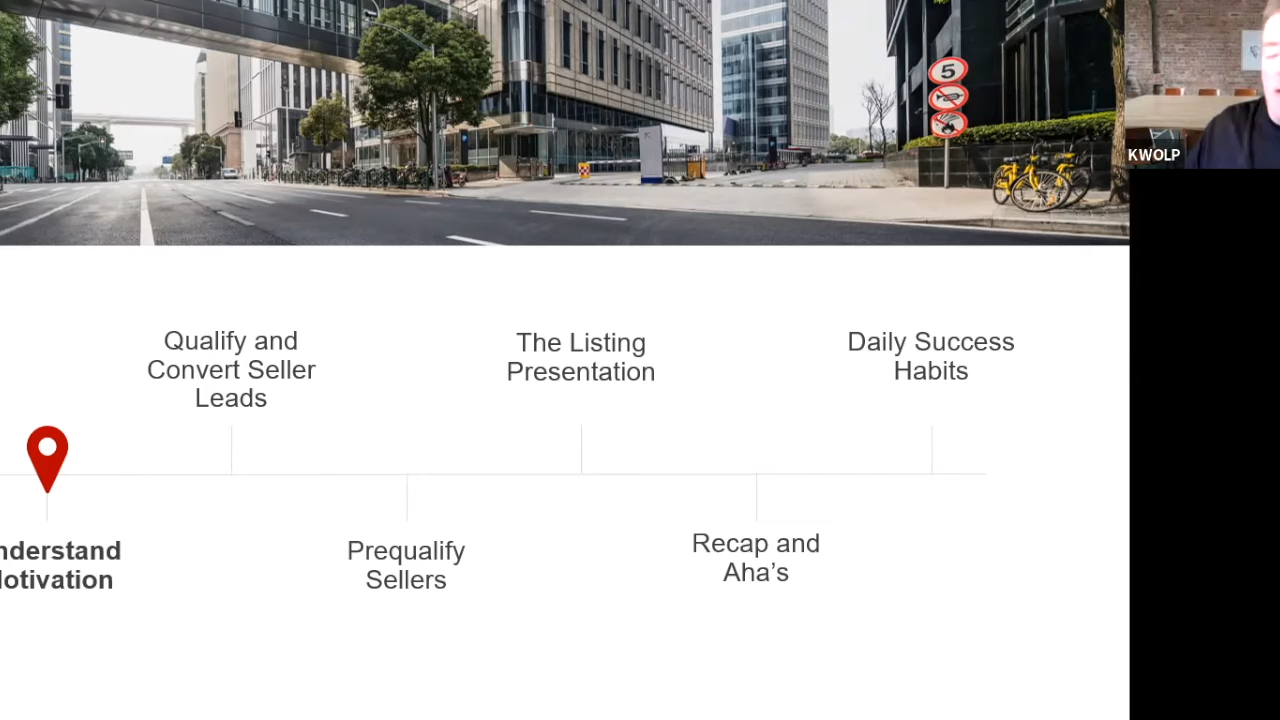 5
KWOLP
Qualify and
Convert Seller
Leads
The Listing
Presentation
Daily Success
Habits
nderstand
otivation
Prequalify
Sellers
Recap and
Aha’s